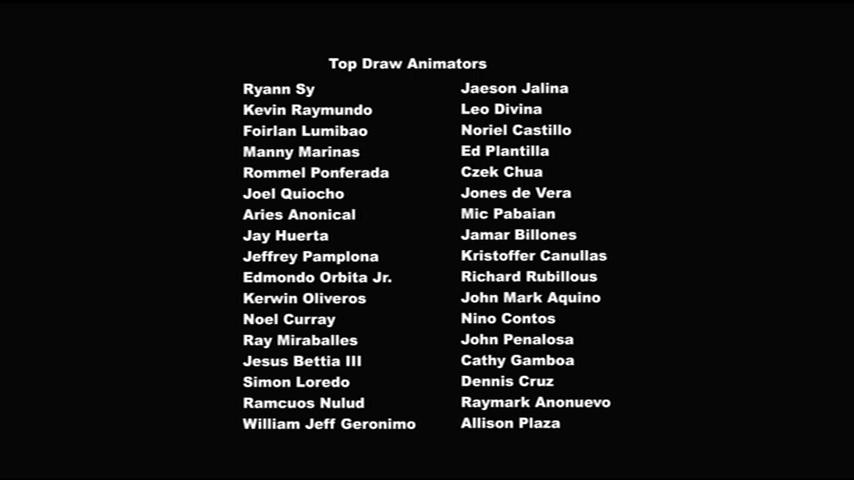 Top Draw Animators
Ryann Sy
Kevin Raymundo
Foirlan Lumibao
Manny Marinas
Rommel Ponferada
Joel Quiocho
Aries Anonical
Jay Huerta
Jeffrey Pamplona
Edmondo Orbita Jr.
Kerwin Oliveros
Noel Curray
Ray Miraballes
Jesus Bettia III
Simon Loredo
Ramcuos Nulud
William Jeff Geronimo
Jaeson Jalina
Leo Divina
Noriel Castillo
Ed Plantilla
Czek Chua
Jones de Vera
Mic Pabaian
Jamar Billones
Kristoffer Canullas
Richard Rubillous
John Mark Aquino
Nino Contos
John Penalosa
Cathy Gamboa
Dennis Cruz
Raymark Anonuevo
Allison Plaza